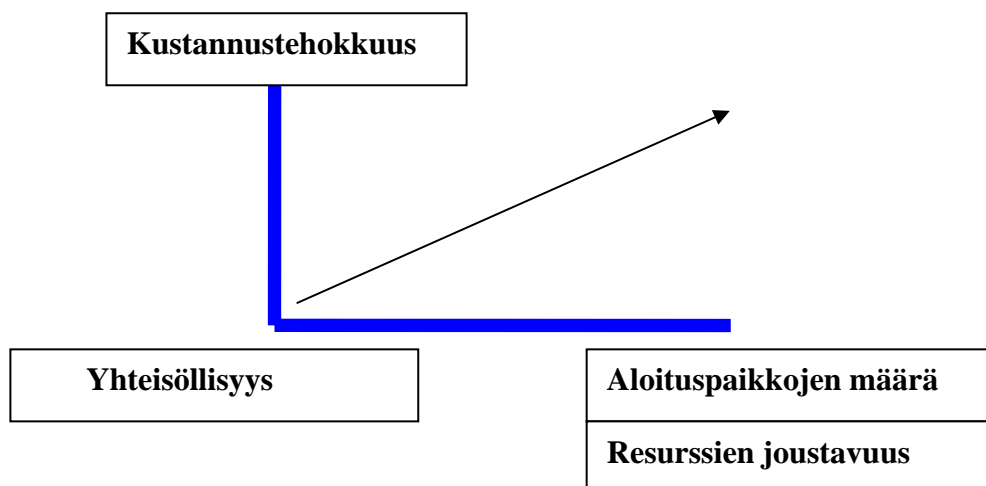 Kustannustehokkuus
Yhteisöllisyys
Aloituspaikkojen määrä
Resurssien joustavuus